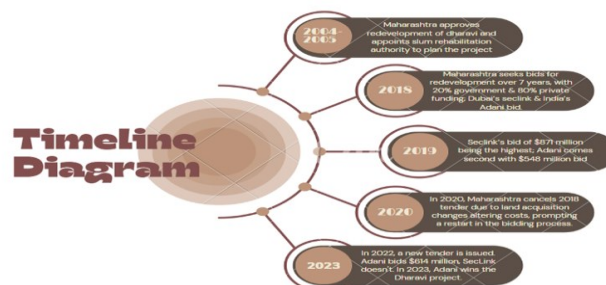 Timeline
Diagram
2004-
2005
Maharashtra approves
redevelopment of dharavi and
appoints slum rehabilitation
authority to plan the project
2018
Maharashtra seeks bids for
redevelopment over 7 years, with
20% government & 80% private
funding; Dubai's seclink & India's
Adani bid.
2019
Seclink's bid of $871 million
being the highest; Adani comes
second with $548 million bid
2020
In 2020, Maharashtra cancels 2018
tender due to land acquisition
changes altering costs, prompting
a restart in the bidding process.
2023
In 2022, a new tender is issued.
Adani bids $614 million, SecLink
doesn't. In 2023, Adani wins the
Dharavi project.